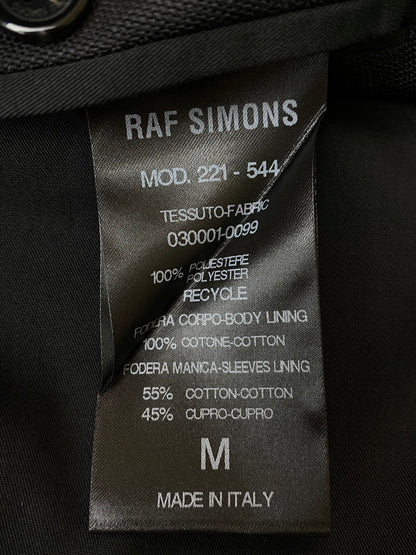 RAF SIMONS
MOD. 221 - 544
TESSUTO-FABRIC
030001-0099
100% POLIESTERE
POLYESTER
RECYCLE
FODERA CORPO-BODY LINING
100% COTONE-COTTON
FODERA MANICA-SLEEVES LINING
55% COTTON-COTTON
45% CUPRO-CUPRO
M
MADE IN ITALY